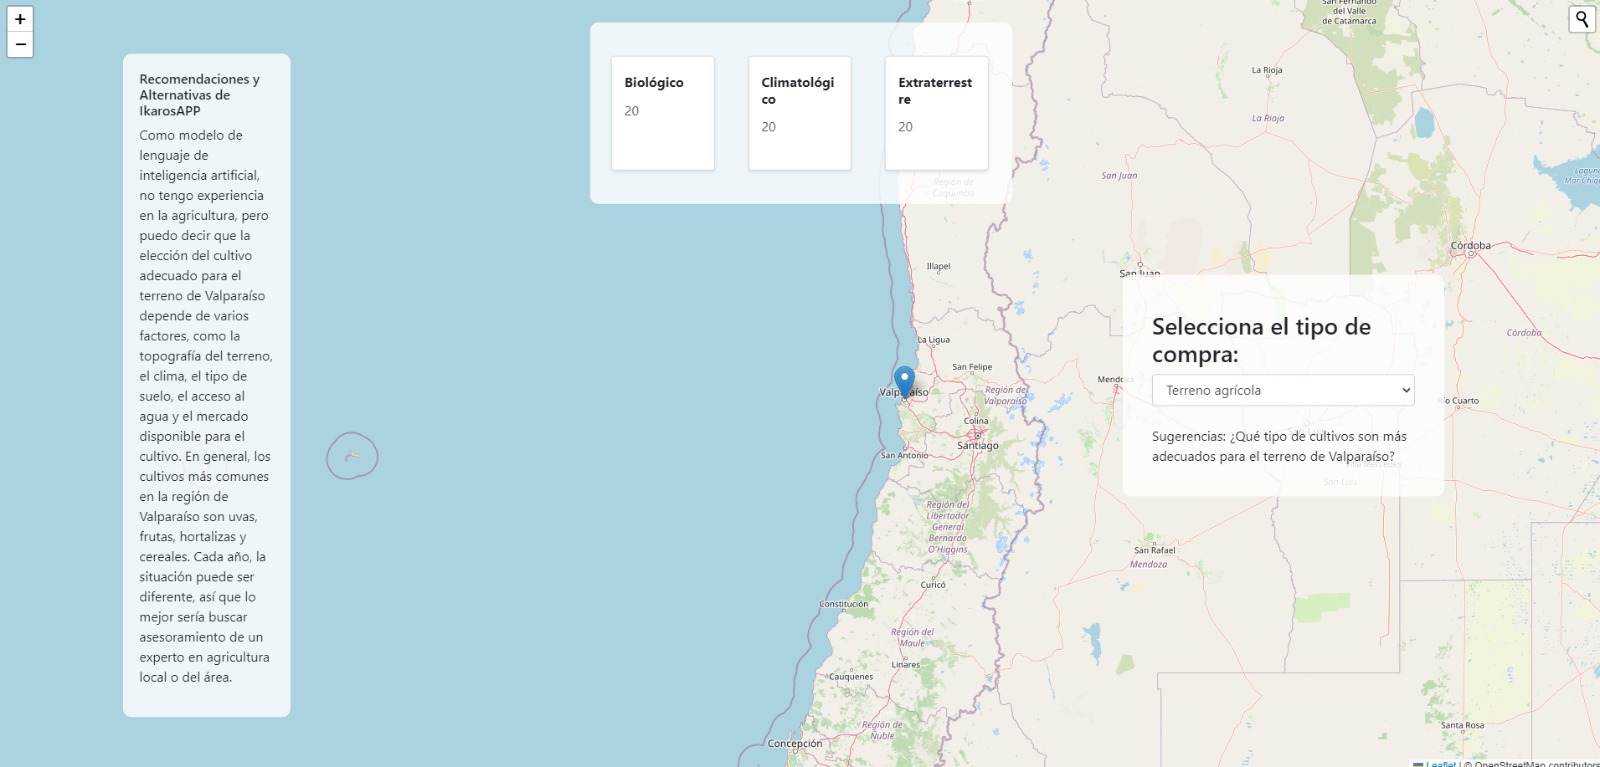 +
−
Recomendaciones y
Alternativas de
IkarosAPP
Como modelo de
lenguaje de
inteligencia artificial,
no tengo experiencia
en la agricultura, pero
puedo decir que la
elección del cultivo
adecuado para el
terreno de Valparaíso
depende de varios
factores, como la
topografía del terreno,
el clima, el tipo de
suelo, el acceso al
agua y el mercado
disponible para el
cultivo. En general, los
cultivos más comunes
en la región de
Valparaíso son uvas,
frutas, hortalizas y
cereales. Cada año, la
situación puede ser
diferente, así que lo
mejor sería buscar
asesoramiento de un
experto en agricultura
local o del área.
Biológico
20
Climatológi
co
20
Extraterrest
re
20
Región de
Coquimbo
Illapel
La Ligua
San Felipe
Valparaíso
Región de
Valparaíso
Colina
Santiago
San Antonio
Región del
Libertador
General
Bernardo
O'Higgins
Curicó
Constitución
Región del
Maule
Linares
Cauquenes
Región de
Ñuble
Concepción
San Fernando
del Valle
de Catamarca
La Rioja
La Rioja
San Juan
San Juan
Laguna
Mar Chiquita
Córdoba
Córdoba
Mendoza
Río Cuarto
Selecciona el tipo de
compra:
Terreno agrícola
Sugerencias: ¿Qué tipo de cultivos son más
adecuados para el terreno de Valparaíso?
Villa Mercedes
San Luis
San Rafael
Mendoza
Santa Rosa
Leaflet | © OpenStreetMap contributors